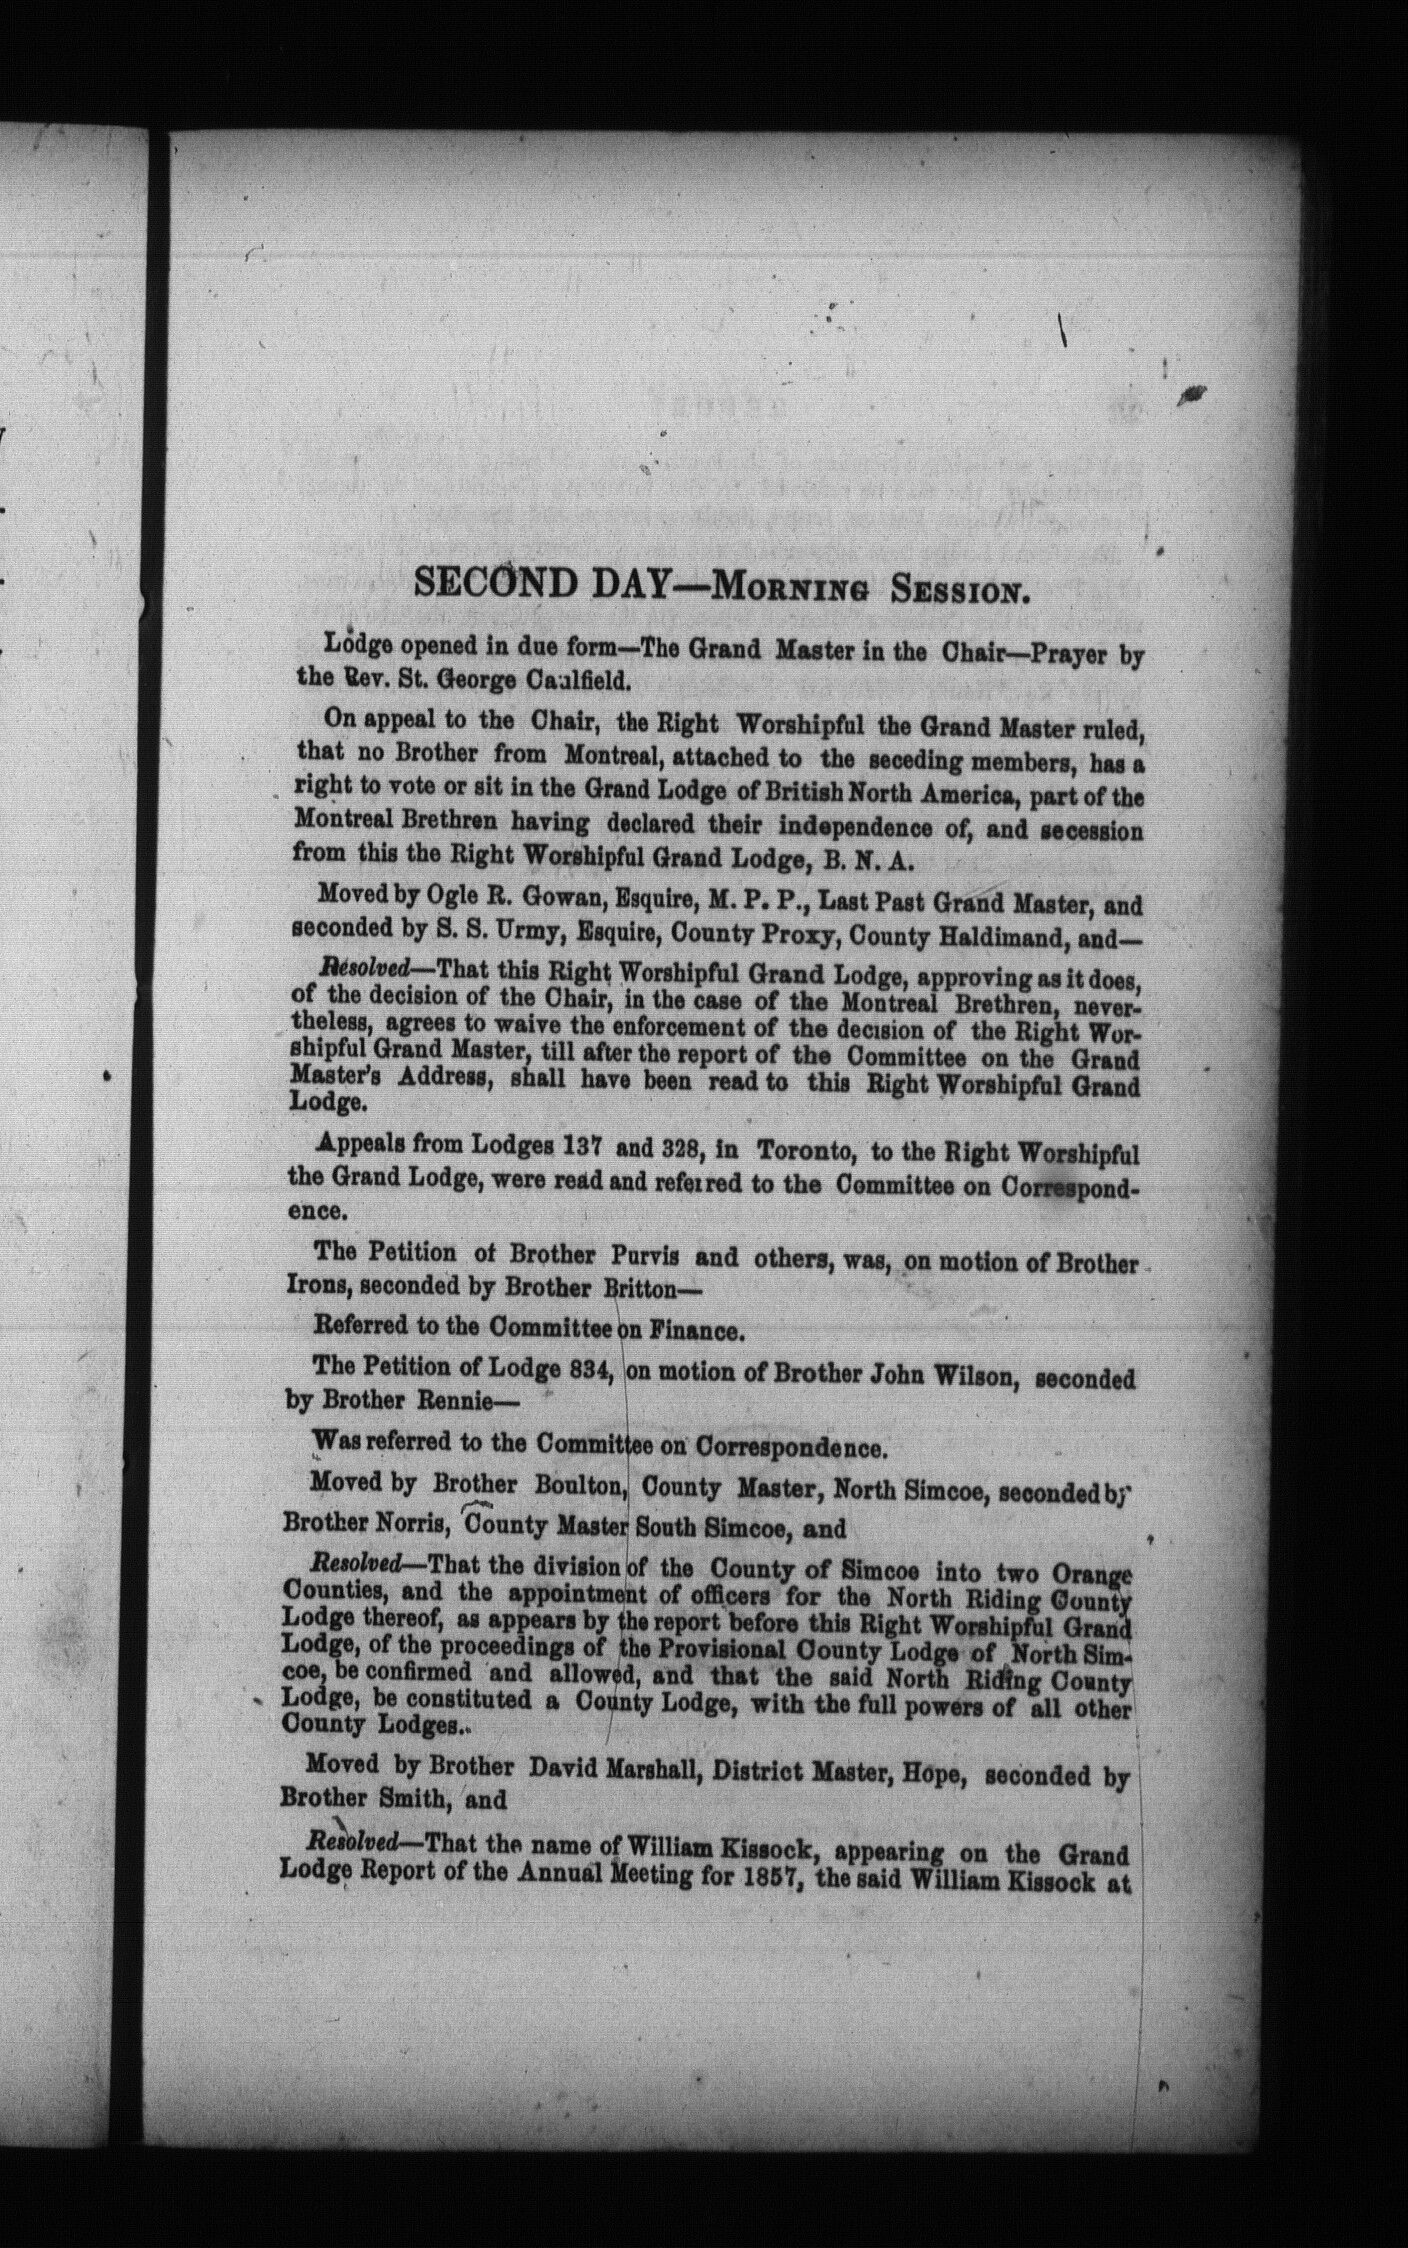 SECOND DAY—MORNING SESSION.
Lodge opened in due form—The Grand Master in the Chair—Prayer by
the Rev. St. George Caulfield.
On appeal to the Chair, the Right Worshipful the Grand Master ruled,
that no Brother from Montreal, attached to the seceding members, has a
right to vote or sit in the Grand Lodge of British North America, part of the
Montreal Brethren having declared their independence of, and secession
from this the Right Worshipful Grand Lodge, B. N. A.
Moved by Ogle R. Gowan, Esquire, M. P. P., Last Past Grand Master, and
seconded by S. S. Urmy, Esquire, County Proxy, County Haldimand, and—
Resolved—That this Right Worshipful Grand Lodge, approving as it does,
of the decision of the Chair, in the case of the Montreal Brethren, never-
theless, agrees to waive the enforcement of the decision of the Right Wor-
shipful Grand Master, till after the report of the Committee on the Grand
Master's Address, shall have been read to this Right Worshipful Grand
Lodge.
Appeals from Lodges 137 and 328, in Toronto, to the Right Worshipful
the Grand Lodge, were read and referred to the Committee on Correspond-
ence.
The Petition of Brother Purvis and others, was, on motion of Brother
Irons, seconded by Brother Britton—
Referred to the Committee on Finance.
The Petition of Lodge 834, on motion of Brother John Wilson, seconded
by Brother Rennie—
Was referred to the Committee on Correspondence.
Moved by Brother Boulton, County Master, North Simcoe, seconded by
Brother Norris, County Master South Simcoe, and
Resolved—That the division of the County of Simcoe into two Orange
Counties, and the appointment of officers for the North Riding County
Lodge thereof, as appears by the report before this Right Worshipful Grand
Lodge, of the proceedings of the Provisional County Lodge of North Sim-
coe, be confirmed and allowed, and that the said North Riding County
Lodge, be constituted a County Lodge, with the full powers of all other
County Lodges.
Moved by Brother David Marshall, District Master, Hope, seconded by
Brother Smith, and
Resolved—That the name of William Kissock, appearing on the Grand
Lodge Report of the Annual Meeting for 1857, the said William Kissock at